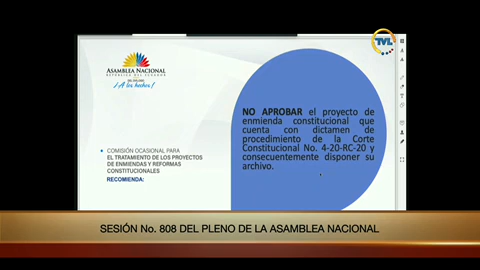 TVL
ASAMBLEA NACIONAL
REPÚBLICA DEL ECUADOR
¡A los hechos!
NO APROBAR el proyecto de
enmienda constitucional que
cuenta con dictamen de
procedimiento de la Corte
Constitucional No. 4-20-RC-20 y
consecuentemente disponer su
archivo.
• COMISIÓN OCASIONAL PARA
EL TRATAMIENTO DE LOS PROYECTOS
DE ENMIENDAS Y REFORMAS
CONSTITUCIONALES
RECOMIENDA:
SESIÓN No. 808 DEL PLENO DE LA ASAMBLEA NACIONAL